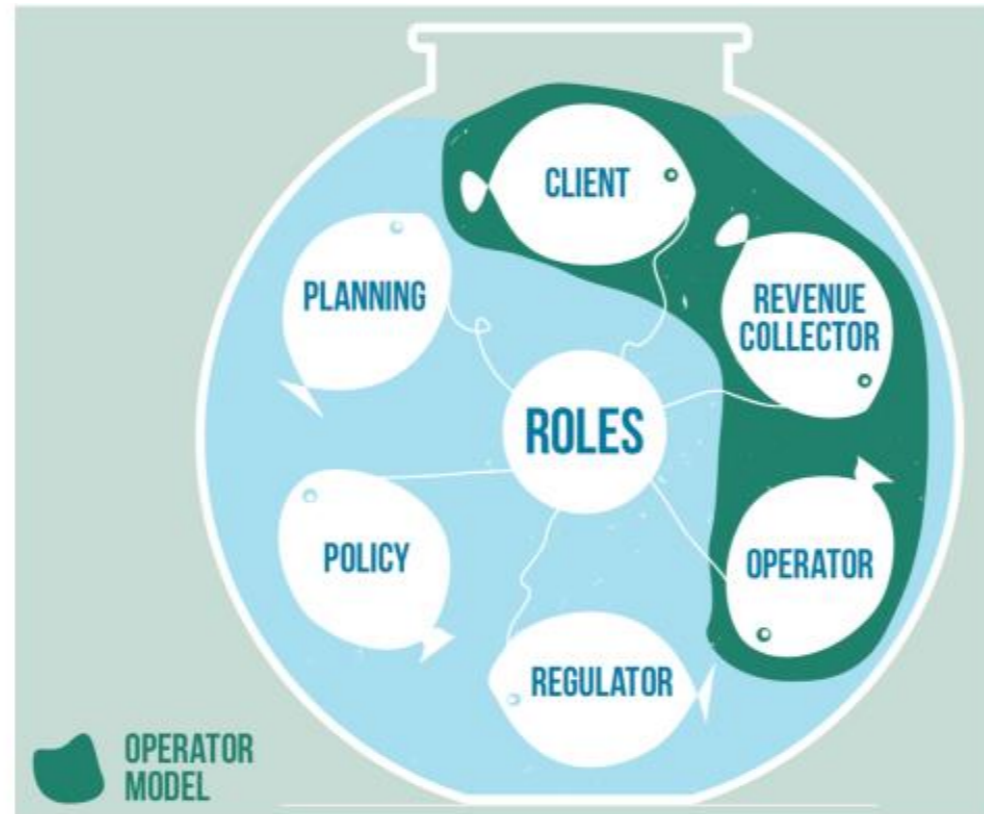 CLIENT
PLANNING
REVENUE
COLLECTOR
ROLES
POLICY
OPERATOR
REGULATOR
OPERATOR
MODEL